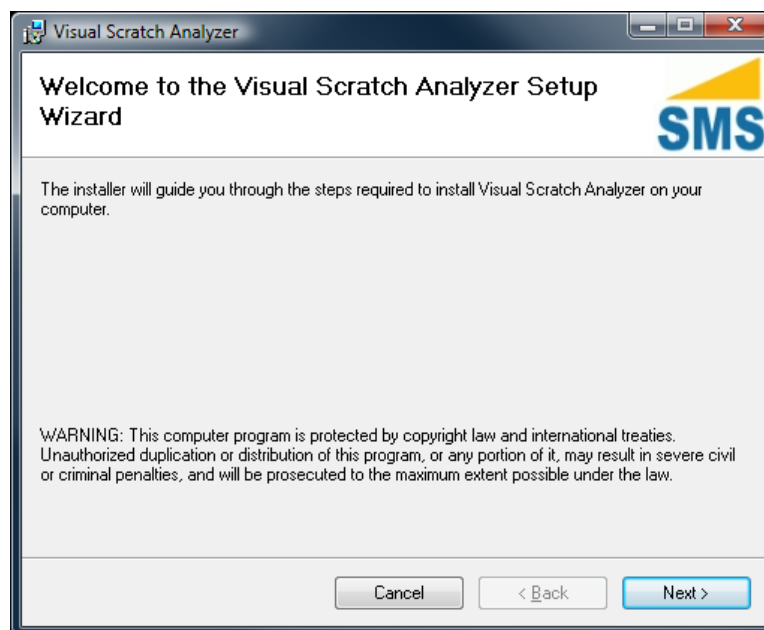 Visual Scratch Analyzer
Welcome to the Visual Scratch Analyzer Setup
Wizard
SMS
The installer will guide you through the steps required to install Visual Scratch Analyzer on your
computer.
WARNING: This computer program is protected by copyright law and international treaties.
Unauthorized duplication or distribution of this program, or any portion of it, may result in severe civil
or criminal penalties, and will be prosecuted to the maximum extent possible under the law.
Cancel < Back Next >